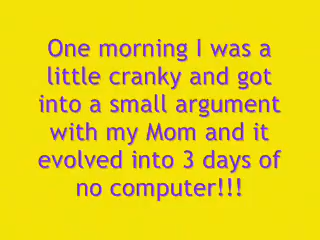 One morning I was a
little cranky and got
into a small argument
with my Mom and it
evolved into 3 days of
no computer!!!